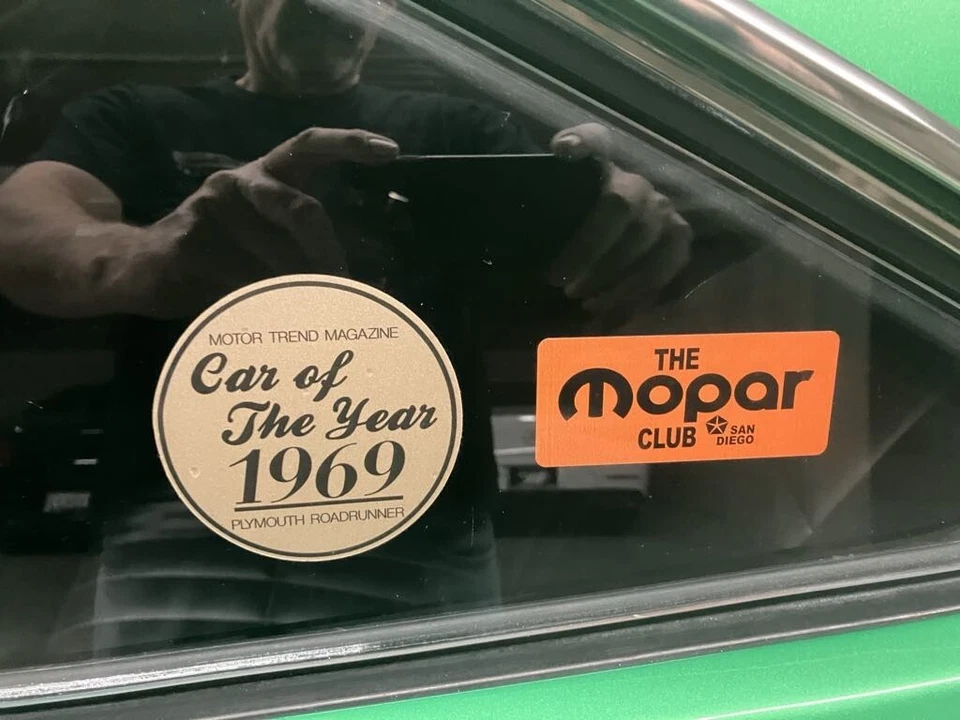 MOTOR TREND MAGAZINE
Car of
The Year
1969
PLYMOUTH ROADRUNNER
THE
Mopar
CLUB SAN
DIEGO